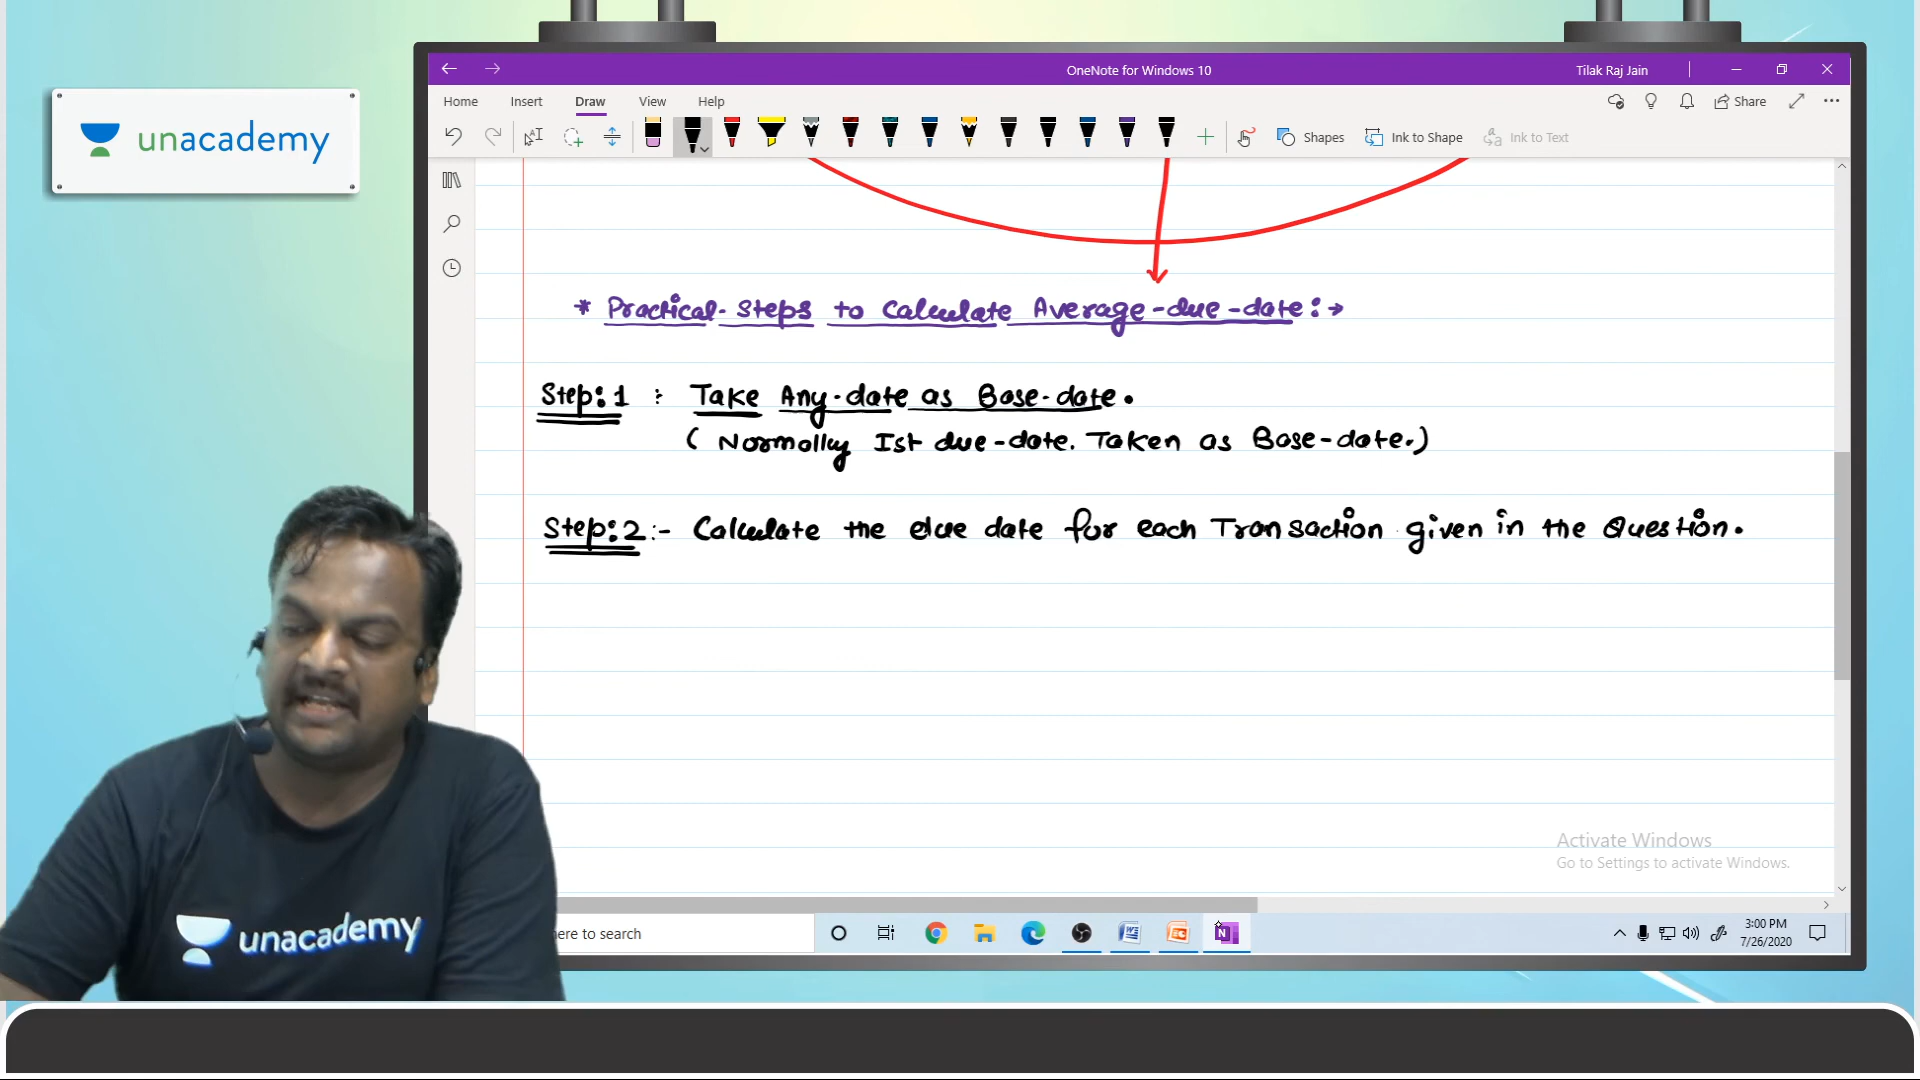 unacademy
OneNote for Windows 10
Tilak Raj Jain
Home Insert Draw View Help
Share
Shapes Ink to Shape Ink to Text
* Practical-Steps to Calculate Average-due-date:→
Step:1 : Take Any-date as Base-date.
( Normally Ist due-date. Taken as Base-date.)
Step:2 :- Calculate the due date for each Transaction given in the Question.
Activate Windows
Go to Settings to activate Windows.
here to search
3:00 PM
7/26/2020
unacademy